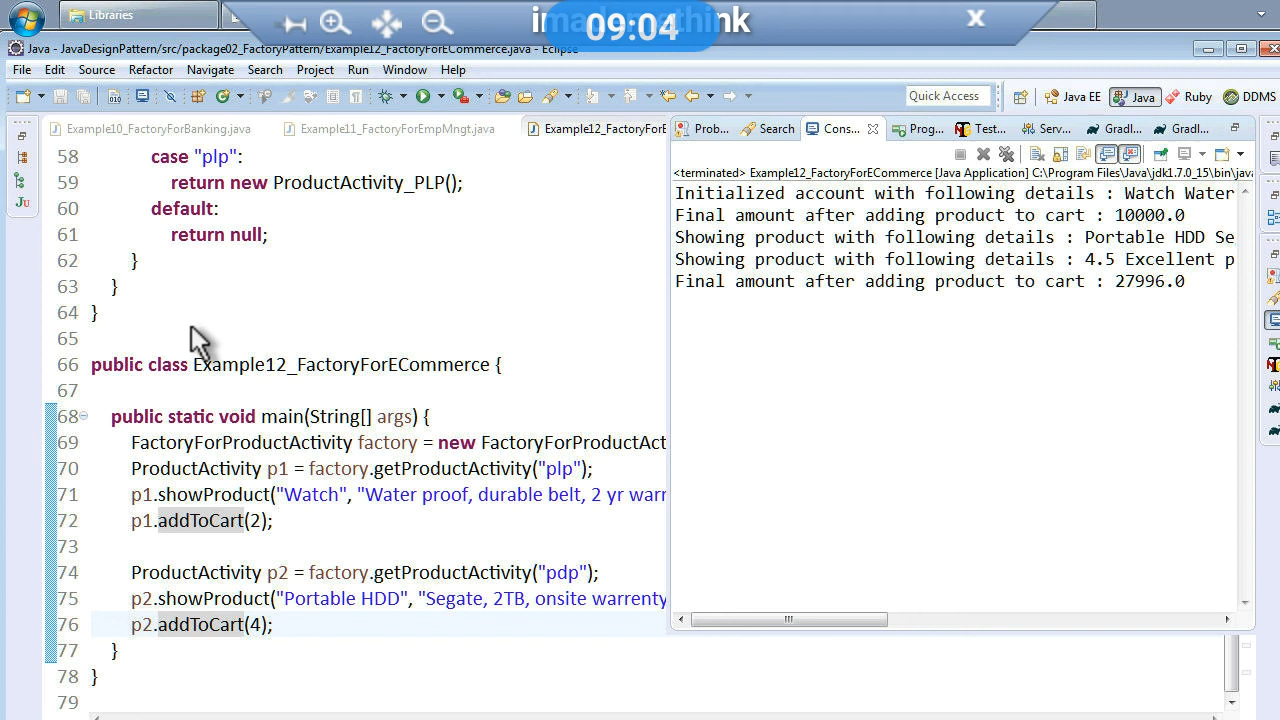 Libraries
09:04
think
x
Java - JavaDesignPattern/src/package02_FactoryPattern/Example12_FactoryForECommerce.java - Eclipse
File Edit Source Refactor Navigate Search Project Run Window Help
Quick Access Java EE Java Ruby DDMS
Example10_FactoryForBanking.java Example11_FactoryForEmpMngt.java Example12_FactoryForE
Prob... Search Cons... Prog... Test... Serv... Gradl... Gradl...
<terminated> Example12_FactoryForECommerce [Java Application] C:\Program Files\Java\jdk1.7.0_15\bin\java
Initialized account with following details : Watch Water
Final amount after adding product to cart : 10000.0
Showing product with following details : Portable HDD Se
Showing product with following details : 4.5 Excellent p
Final amount after adding product to cart : 27996.0
58 case "plp":
59 return new ProductActivity_PLP();
60 default:
61 return null;
62 }
63 }
64 }
65
66 public class Example12_FactoryForECommerce {
67
68 public static void main(String[] args) {
69 FactoryForProductActivity factory = new FactoryForProductAct
70 ProductActivity p1 = factory.getProductActivity("plp");
71 p1.showProduct("Watch", "Water proof, durable belt, 2 yr warr
72 p1.addToCart(2);
73
74 ProductActivity p2 = factory.getProductActivity("pdp");
75 p2.showProduct("Portable HDD", "Segate, 2TB, onsite warrenty
76 p2.addToCart(4);
77 }
78 }
79